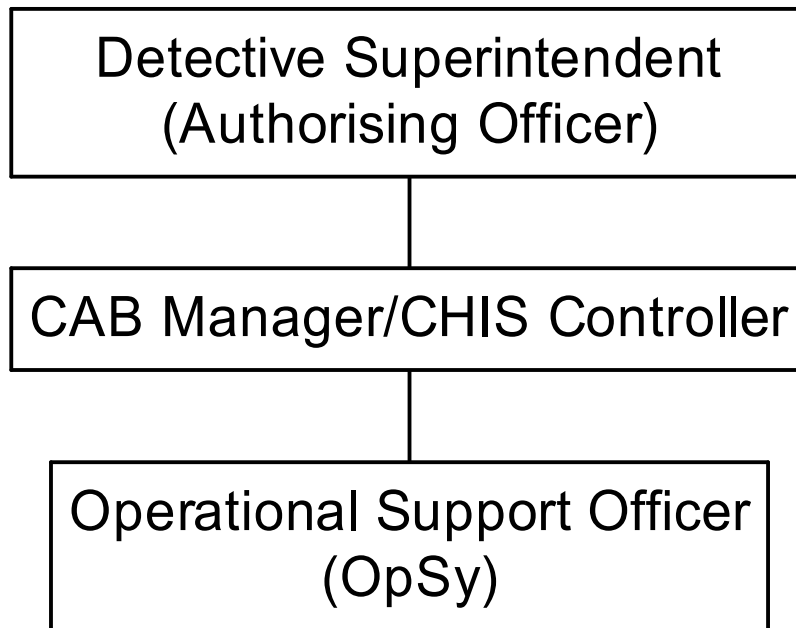 Detective Superintendent
(Authorising Officer)
CAB Manager/CHIS Controller
Operational Support Officer
(OpSy)